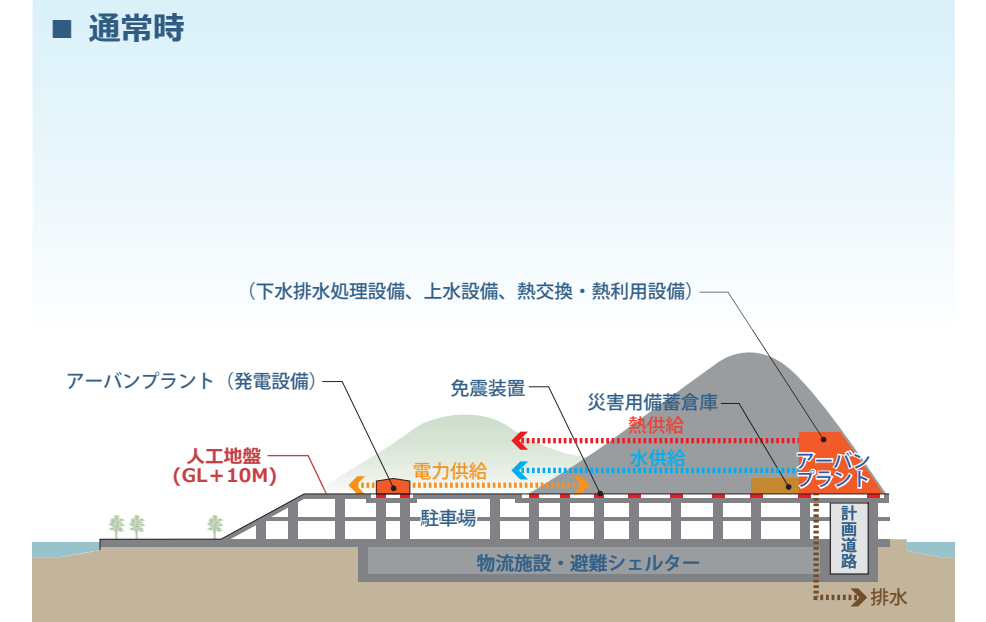 ■ 通常時
（下水排水処理設備、上水設備、熱交換・熱利用設備）
アーバンプラント（発電設備）
免震装置
災害用備蓄倉庫
熱供給
人工地盤
(GL＋10M)
電力供給
水供給
アーバン
プラント
駐車場
計画道路
物流施設・避難シェルター
排水